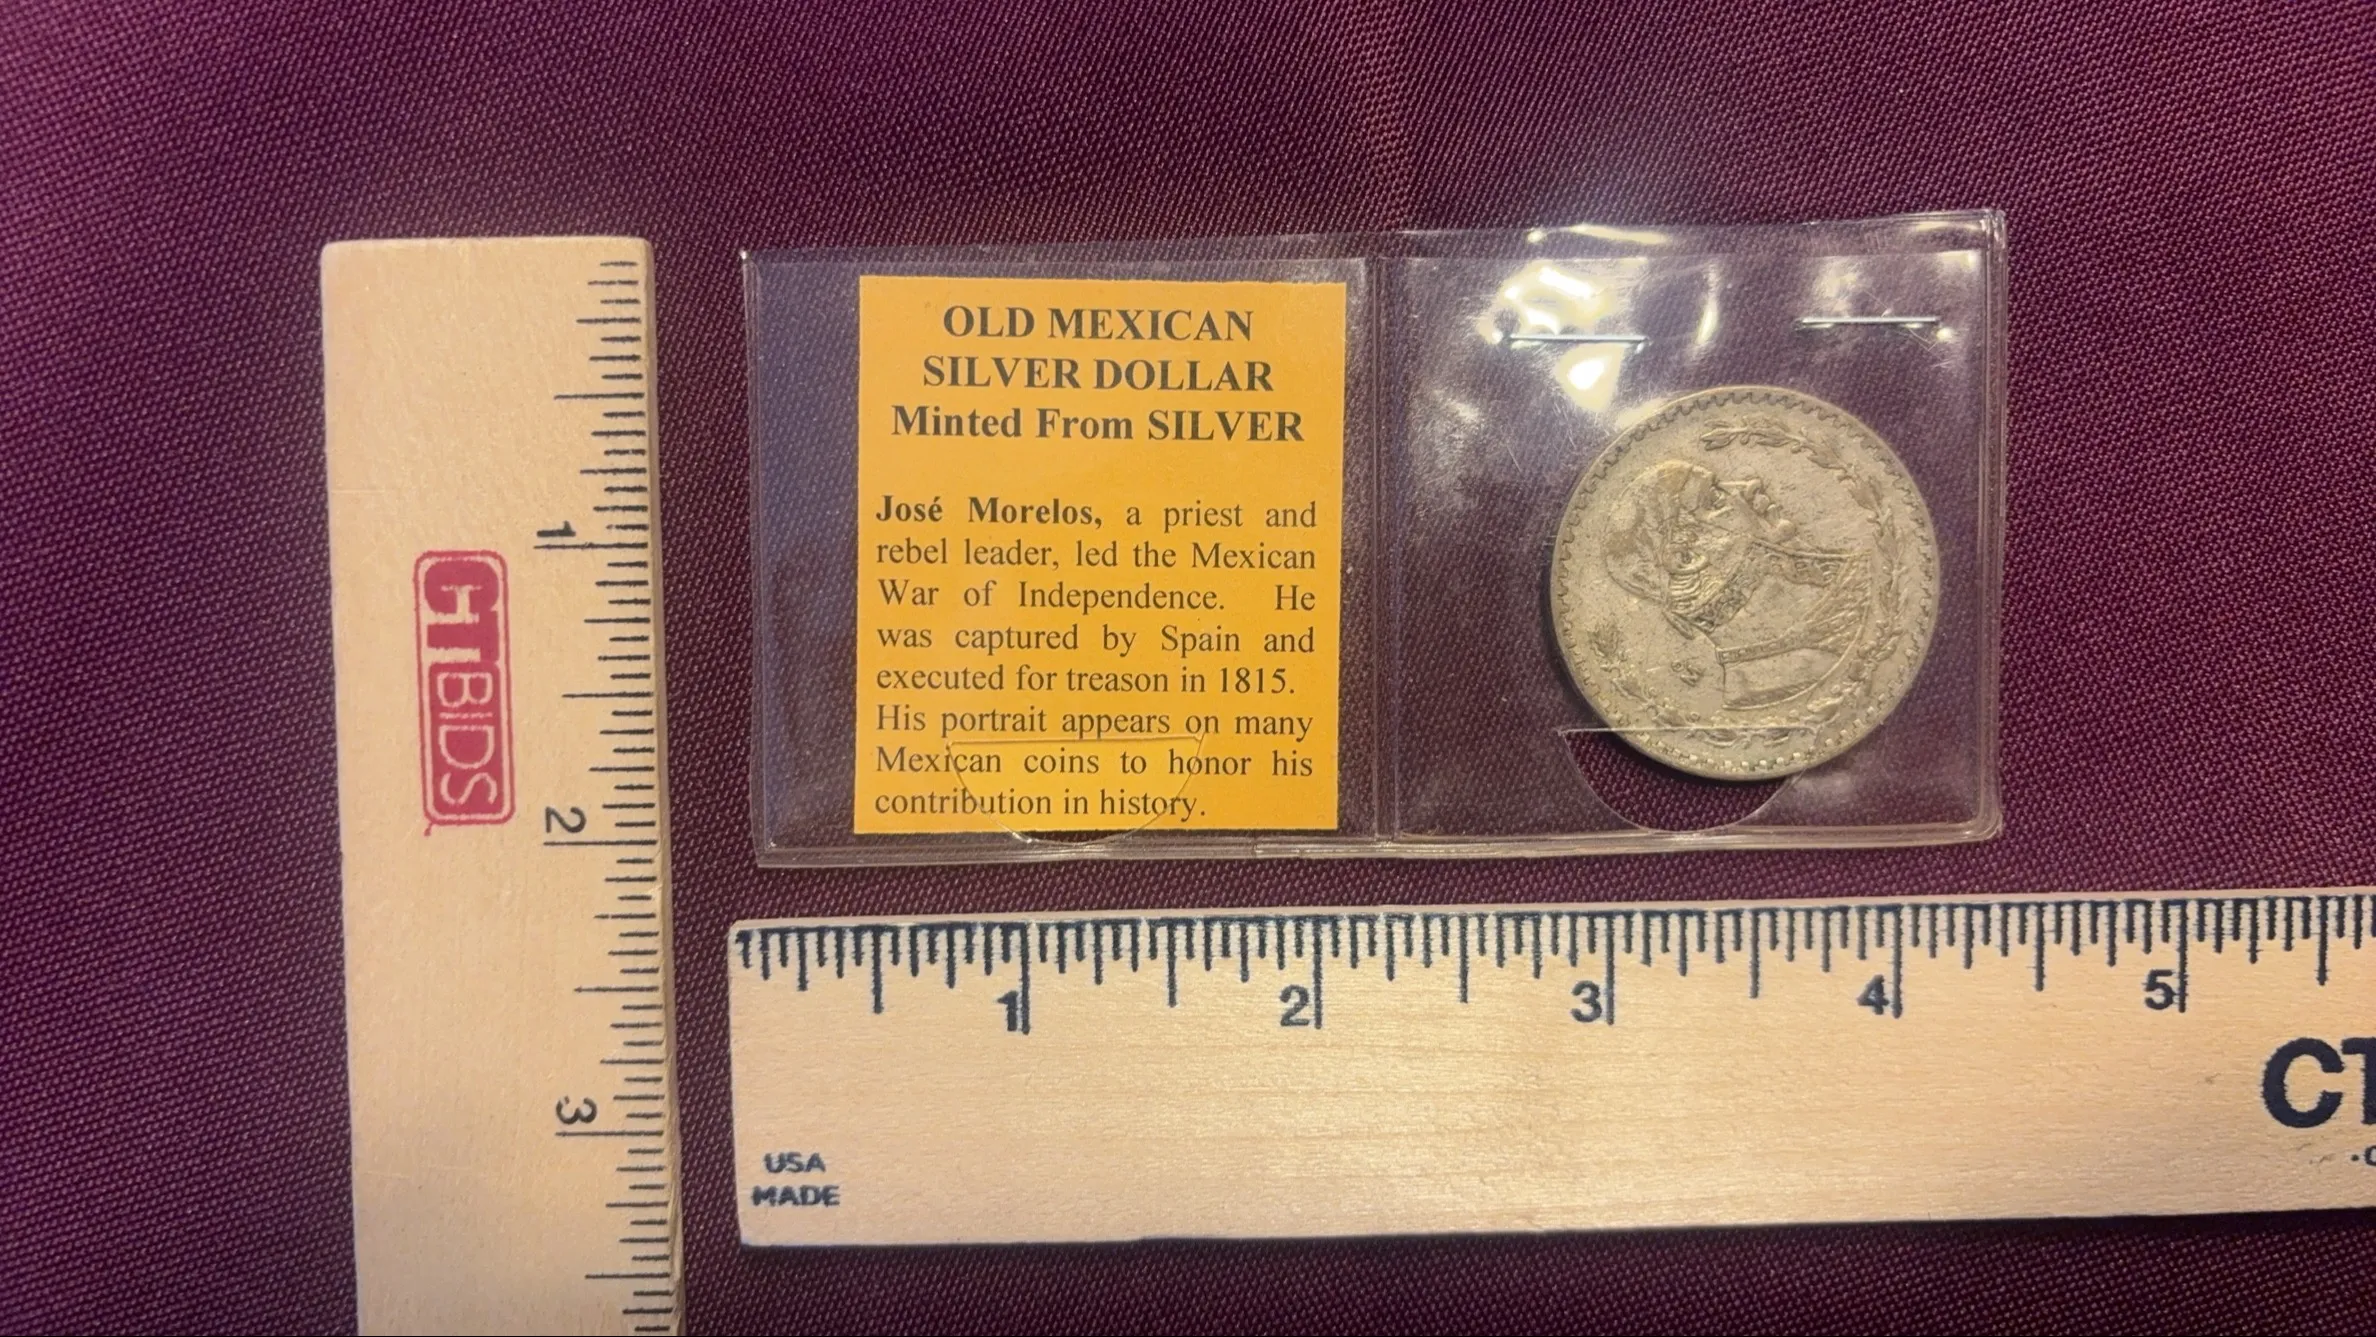 OLD MEXICAN
SILVER DOLLAR
Minted From SILVER
José Morelos, a priest and
rebel leader, led the Mexican
War of Independence. He
was captured by Spain and
executed for treason in 1815.
His portrait appears on many
Mexican coins to honor his
contribution in history.
CTBIDS
1
2
3
1 2 3 4 5
CT
USA
MADE